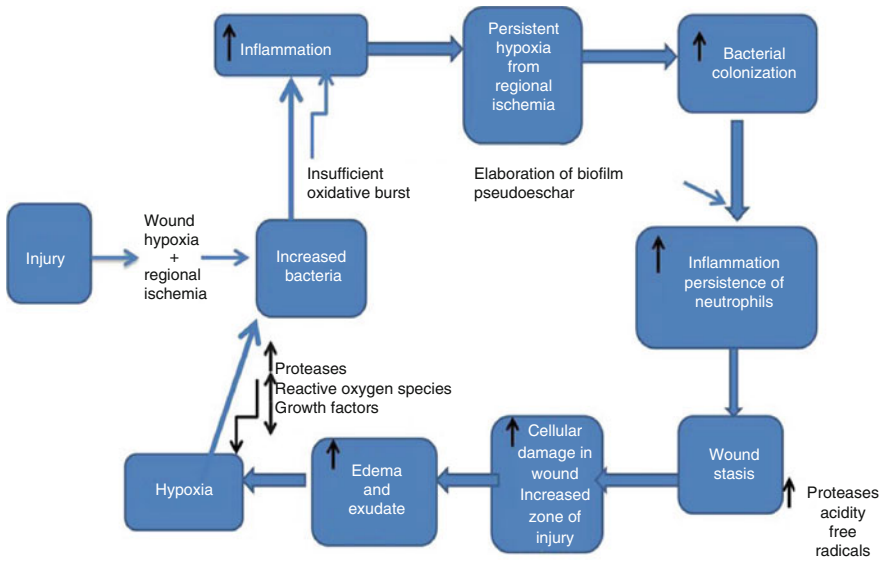 Inflammation
Persistent
hypoxia
from
regional
ischemia
Bacterial
colonization
Insufficient
oxidative burst
Elaboration of biofilm
pseudoeschar
Injury
Wound
hypoxia
+
regional
ischemia
Increased
bacteria
Inflammation
persistence of
neutrophils
Proteases
Reactive oxygen species
Growth factors
Hypoxia
Edema
and
exudate
Cellular
damage in
wound
Increased
zone of
injury
Wound
stasis
Proteases
acidity
free
radicals